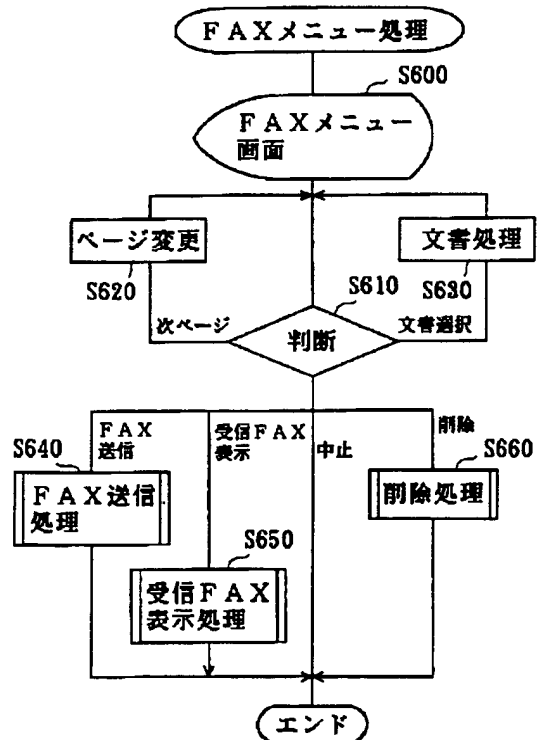 FAXメニュー処理
S600
FAXメニュー
画面
ページ変更
文書処理
S620
S630
S610
次ページ
文書選択
判断
FAX
送信
受信FAX
表示
中止
削除
S640
S660
FAX送信
処理
削除処理
S650
受信FAX
表示処理
エンド